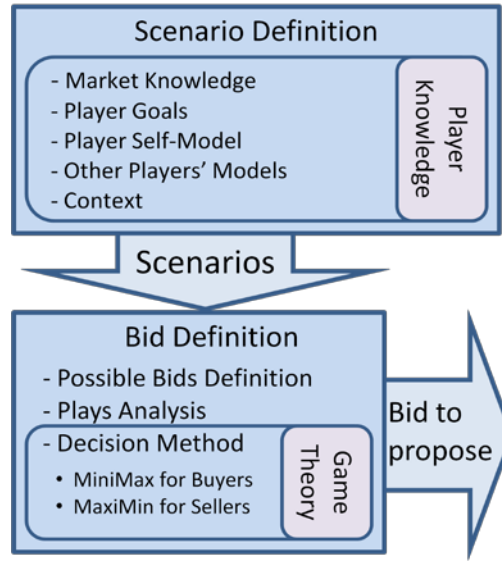 Scenario Definition
- Market Knowledge
- Player Goals
- Player Self-Model
- Other Players' Models
- Context
Player
Knowledge
Scenarios
Bid Definition
- Possible Bids Definition
- Plays Analysis
- Decision Method
• MiniMax for Buyers
• MaxiMin for Sellers
Game
Theory
Bid to
propose